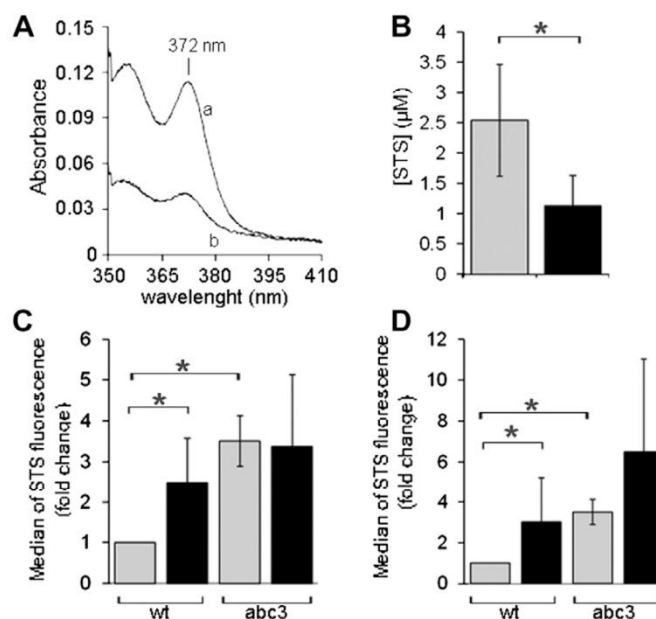 A
372 nm
Absorbance
0.15
0.12
0.09
0.06
0.03
0
a
b
350 365 380 395 410
wavelenght (nm)
B
[STS] (µM)
4
3.5
3
2.5
2
1.5
1
0.5
0
*
C
Median of STS fluorescence
(fold change)
6
5
4
3
2
1
0
*
*
wt abc3
D
Median of STS fluorescence
(fold change)
12
10
8
6
4
2
0
*
*
wt abc3